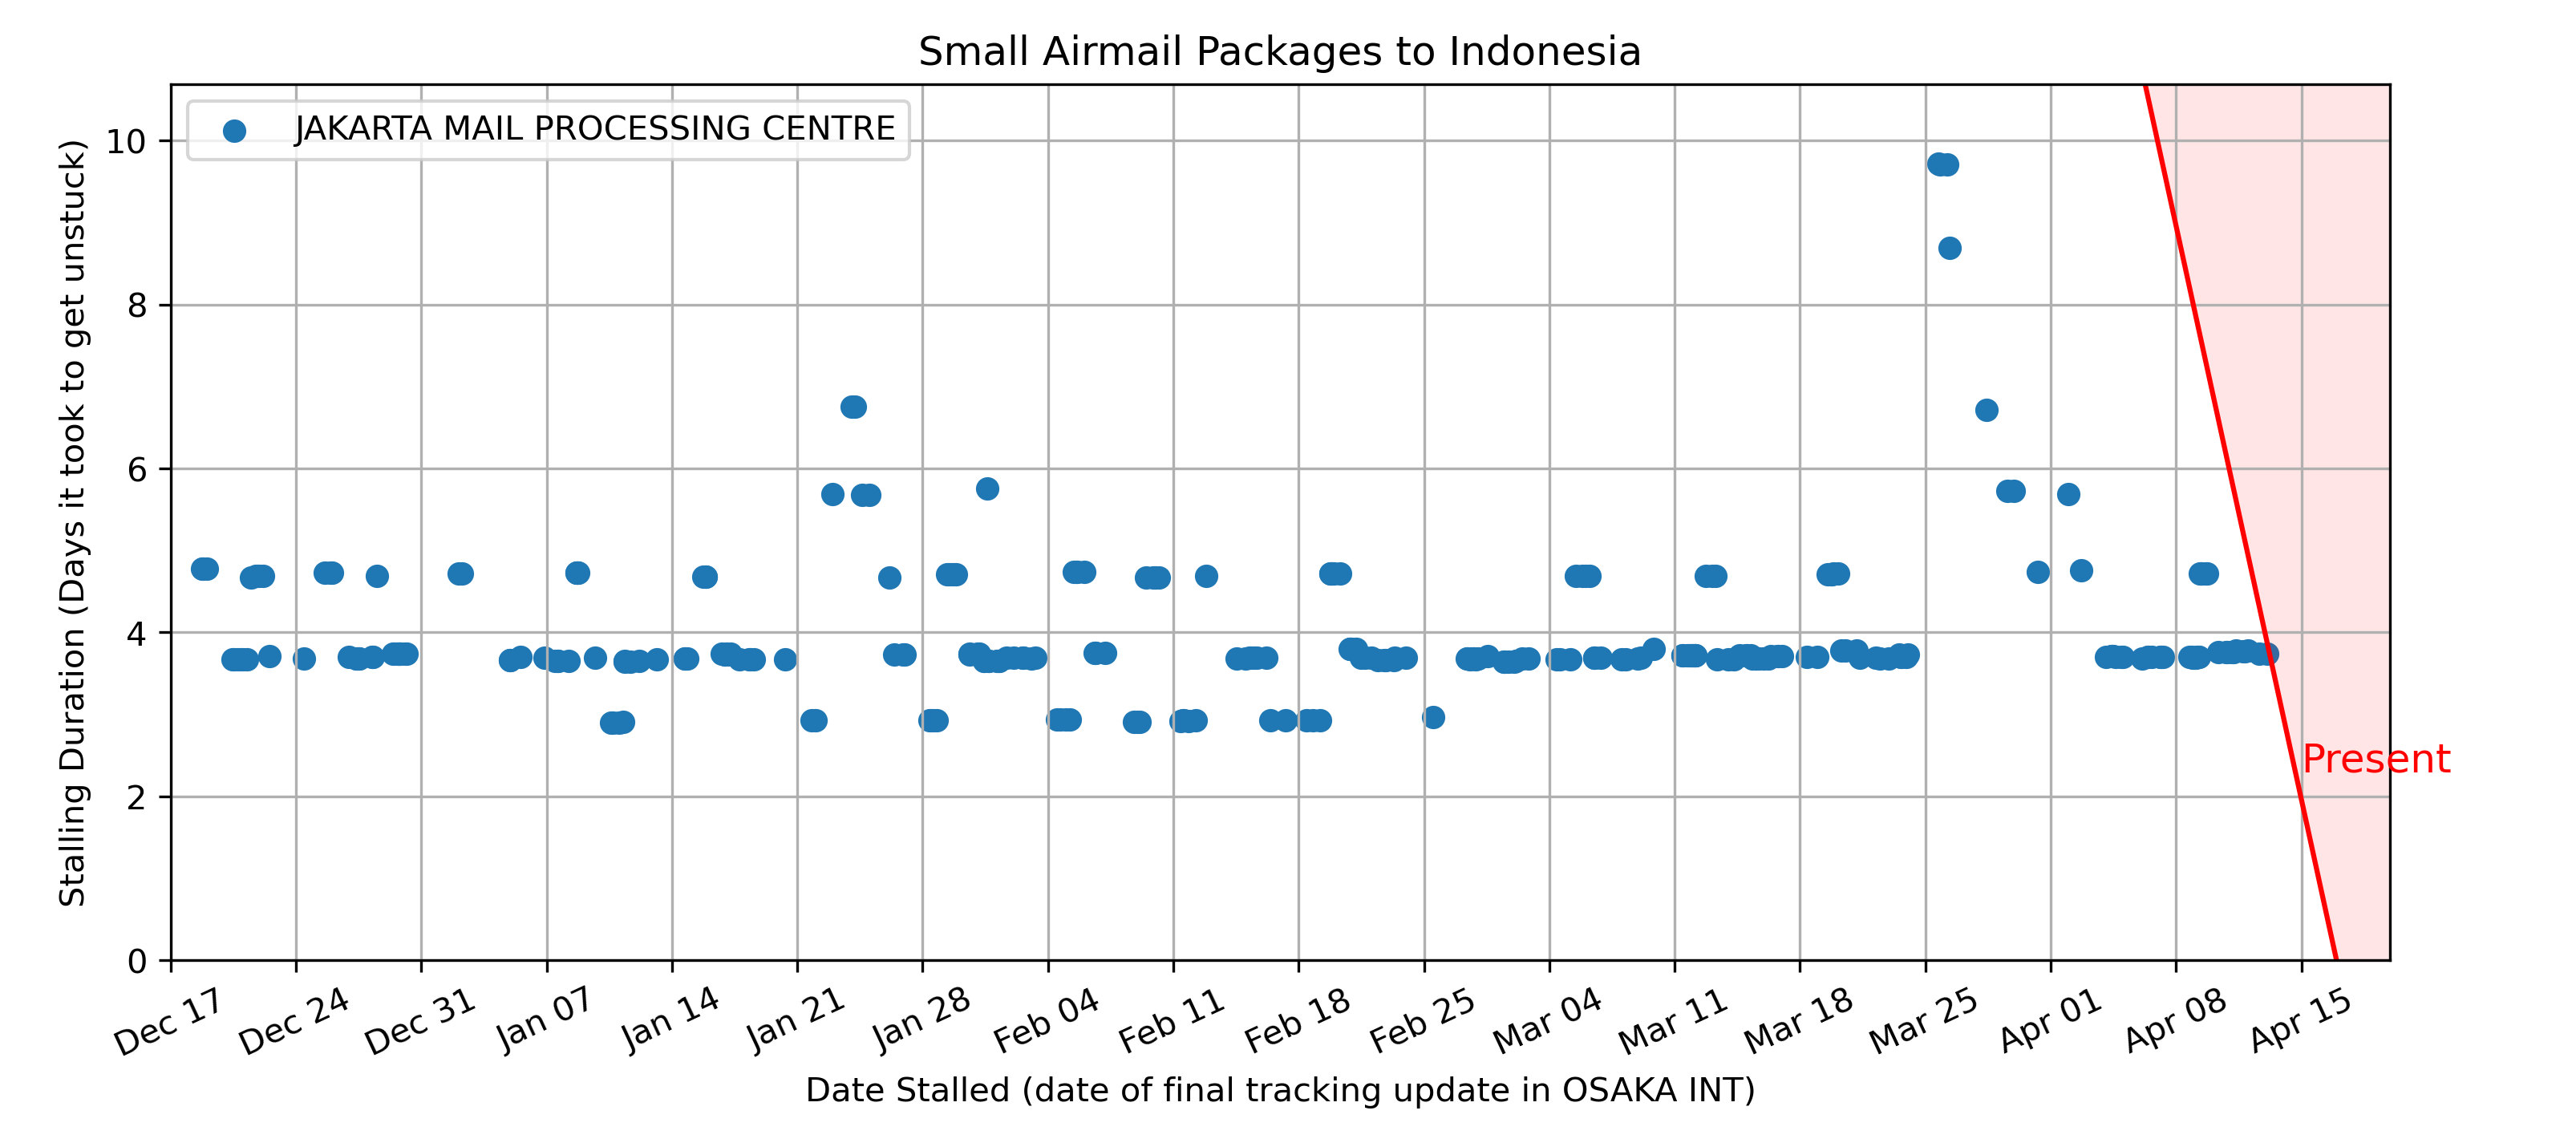 Small Airmail Packages to Indonesia
JAKARTA MAIL PROCESSING CENTRE
Stalling Duration (Days it took to get unstuck)
10
8
6
4
2
0
Present
Dec 17
Dec 24
Dec 31
Jan 07
Jan 14
Jan 21
Jan 28
Feb 04
Feb 11
Feb 18
Feb 25
Mar 04
Mar 11
Mar 18
Mar 25
Apr 01
Apr 08
Apr 15
Date Stalled (date of final tracking update in OSAKA INT)